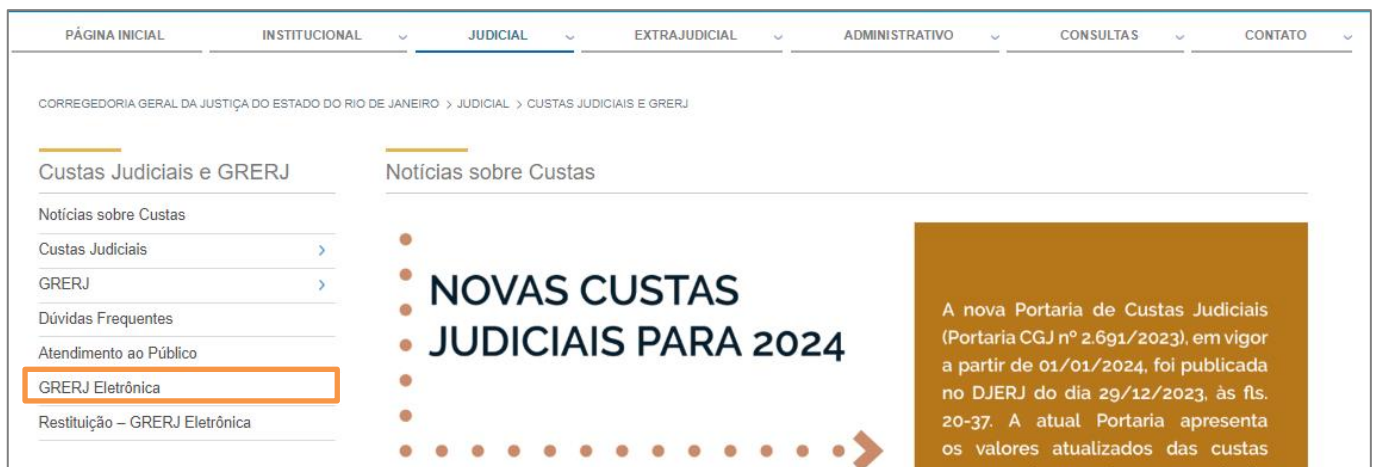 PÁGINA INICIAL INSTITUCIONAL JUDICIAL EXTRAJUDICIAL ADMINISTRATIVO CONSULTAS CONTATO
CORREGEDORIA GERAL DA JUSTIÇA DO ESTADO DO RIO DE JANEIRO > JUDICIAL > CUSTAS JUDICIAIS E GRERJ
Custas Judiciais e GRERJ
Notícias sobre Custas
Custas Judiciais
GRERJ
Dúvidas Frequentes
Atendimento ao Público
GRERJ Eletrônica
Restituição – GRERJ Eletrônica
Notícias sobre Custas
NOVAS CUSTAS
JUDICIAIS PARA 2024
A nova Portaria de Custas Judiciais
(Portaria CGJ nº 2.691/2023), em vigor
a partir de 01/01/2024, foi publicada
no DJERJ do dia 29/12/2023, às fls.
20-37. A atual Portaria apresenta
os valores atualizados das custas